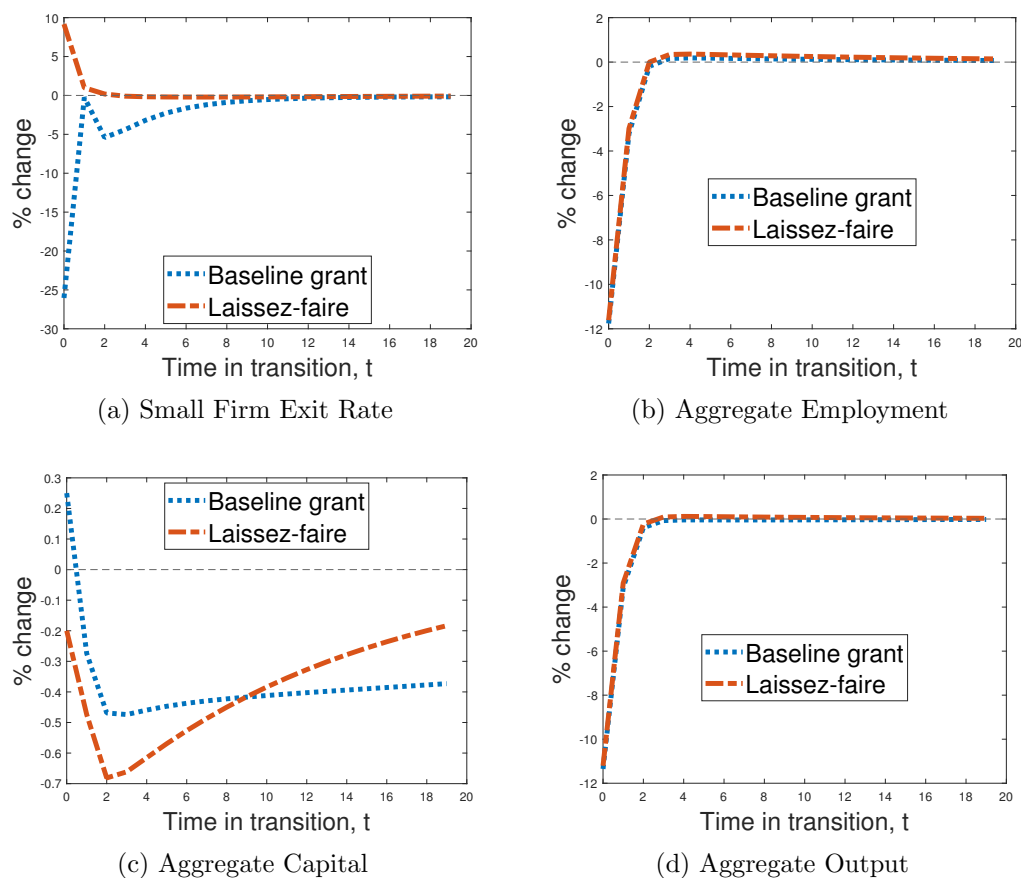 10
5
0
-5
-10
-15
-20
-25
-30
% change
Baseline grant
Laissez-faire
0 2 4 6 8 10 12 14 16 18 20
Time in transition, t
(a) Small Firm Exit Rate
2
0
-2
-4
-6
-8
-10
-12
% change
Baseline grant
Laissez-faire
0 2 4 6 8 10 12 14 16 18 20
Time in transition, t
(b) Aggregate Employment
0.3
0.2
0.1
0
-0.1
-0.2
-0.3
-0.4
-0.5
-0.6
-0.7
% change
Baseline grant
Laissez-faire
0 2 4 6 8 10 12 14 16 18 20
Time in transition, t
(c) Aggregate Capital
2
0
-2
-4
-6
-8
-10
-12
% change
Baseline grant
Laissez-faire
0 2 4 6 8 10 12 14 16 18 20
Time in transition, t
(d) Aggregate Output